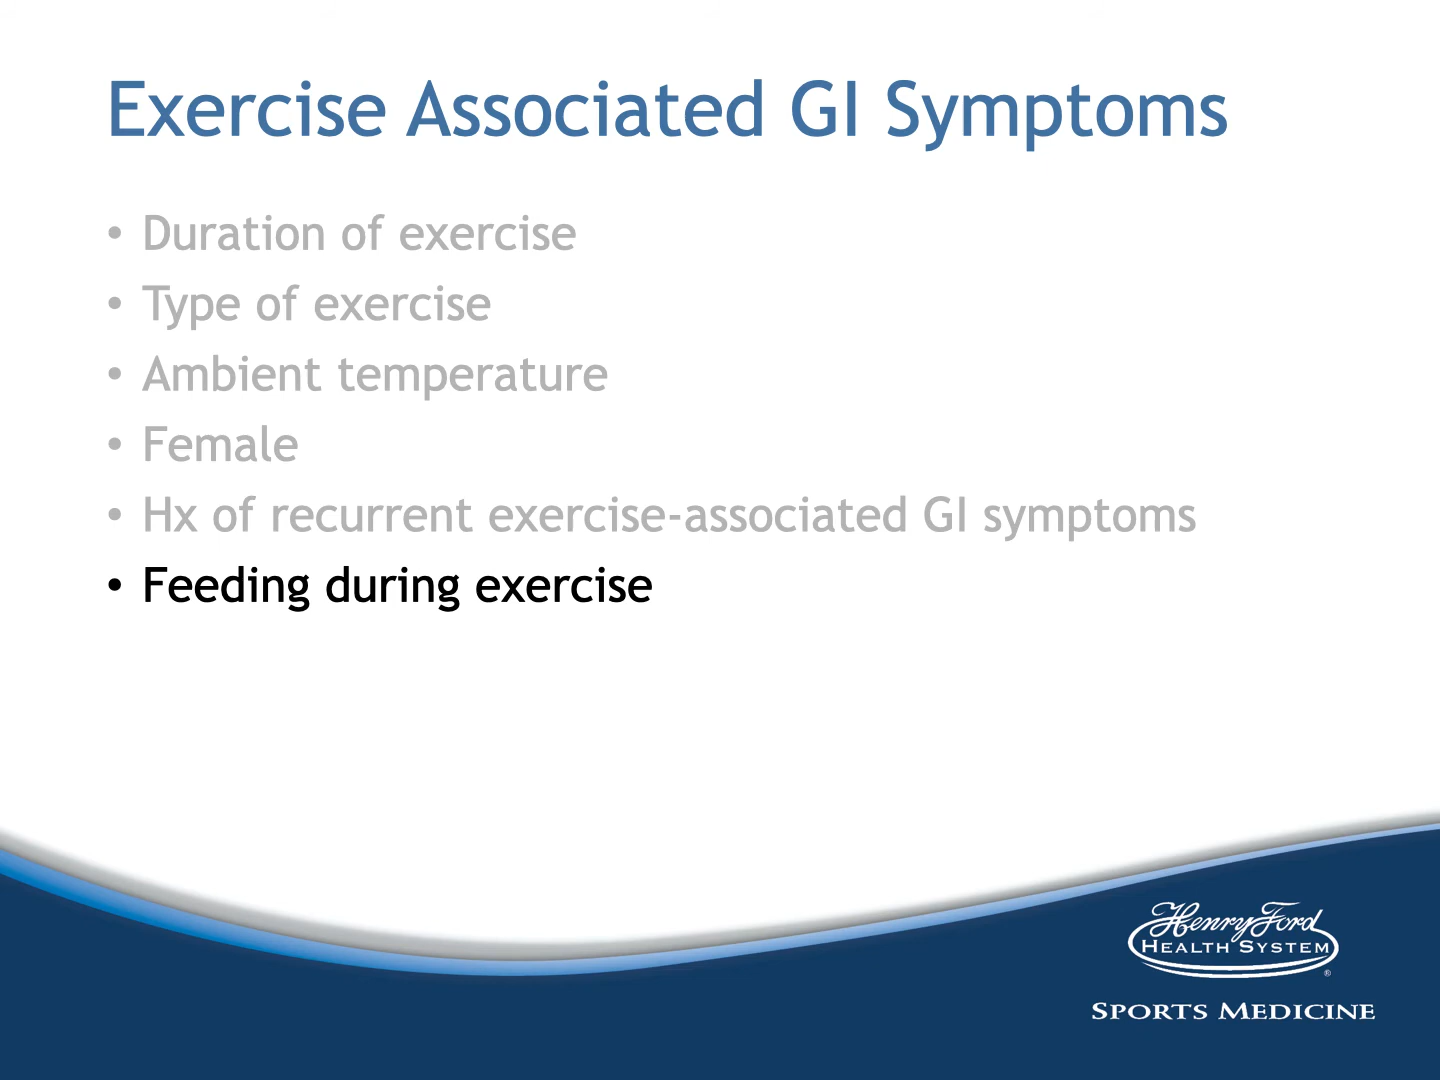 Exercise Associated GI Symptoms
• Duration of exercise
• Type of exercise
• Ambient temperature
• Female
• Hx of recurrent exercise-associated GI symptoms
• Feeding during exercise
Henry Ford
HEALTH SYSTEM
®
SPORTS MEDICINE